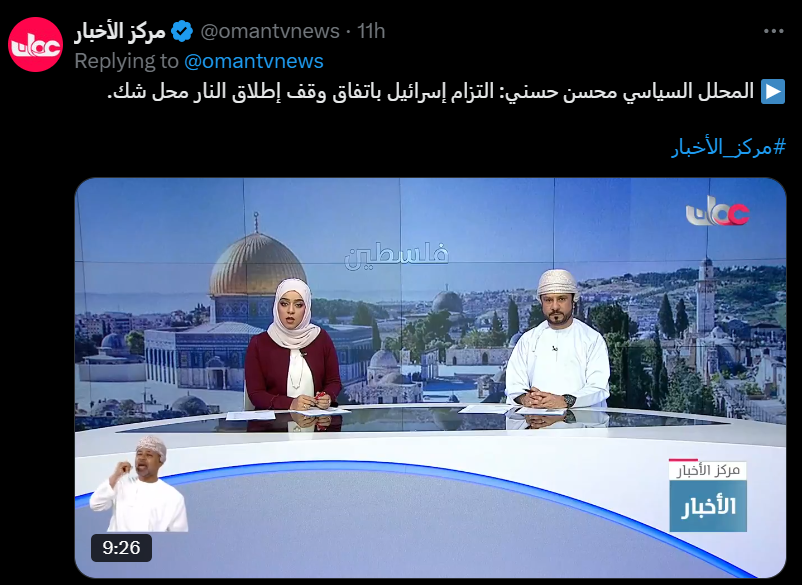 مركز الأخبار @omantvnews · 11h
Replying to @omantvnews
المحلل السياسي محسن حسني: التزام إسرائيل باتفاق وقف إطلاق النار محل شك.
#مركز_الأخبار
فلسطين
مركز الأخبار
الأخبار
9:26